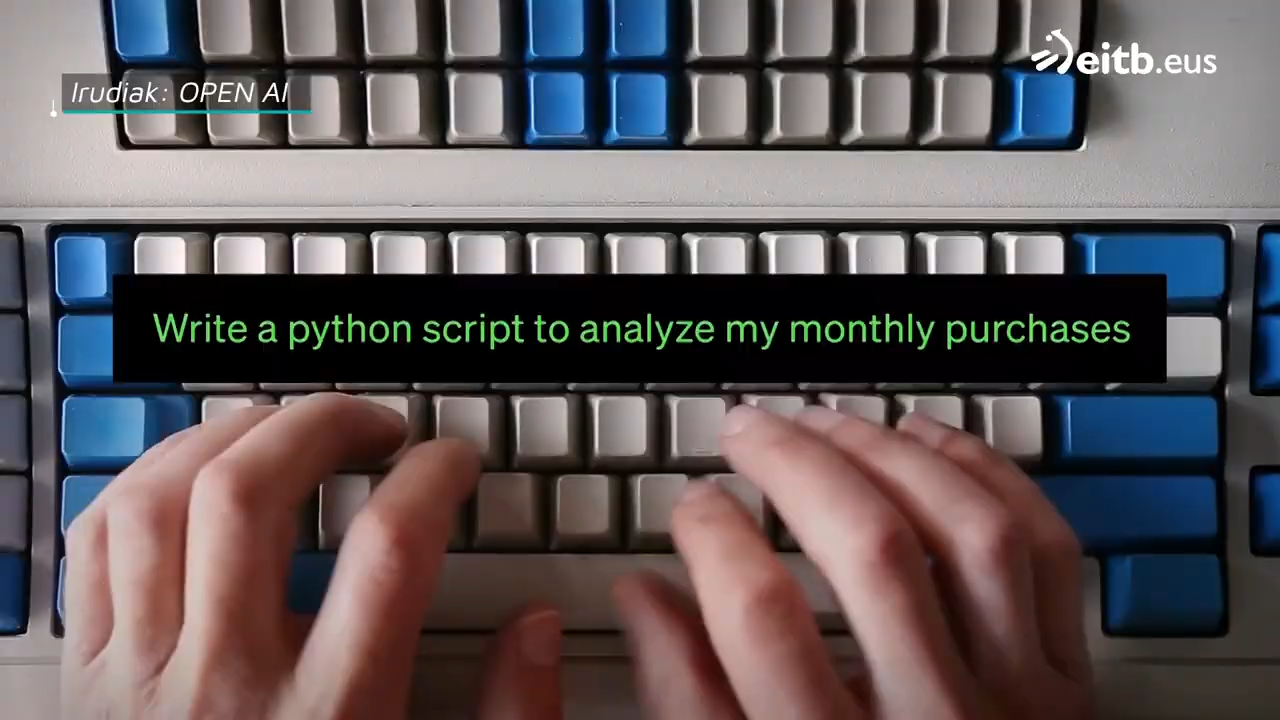 eitb.eus
Irudiak: OPEN AI
Write a python script to analyze my monthly purchases